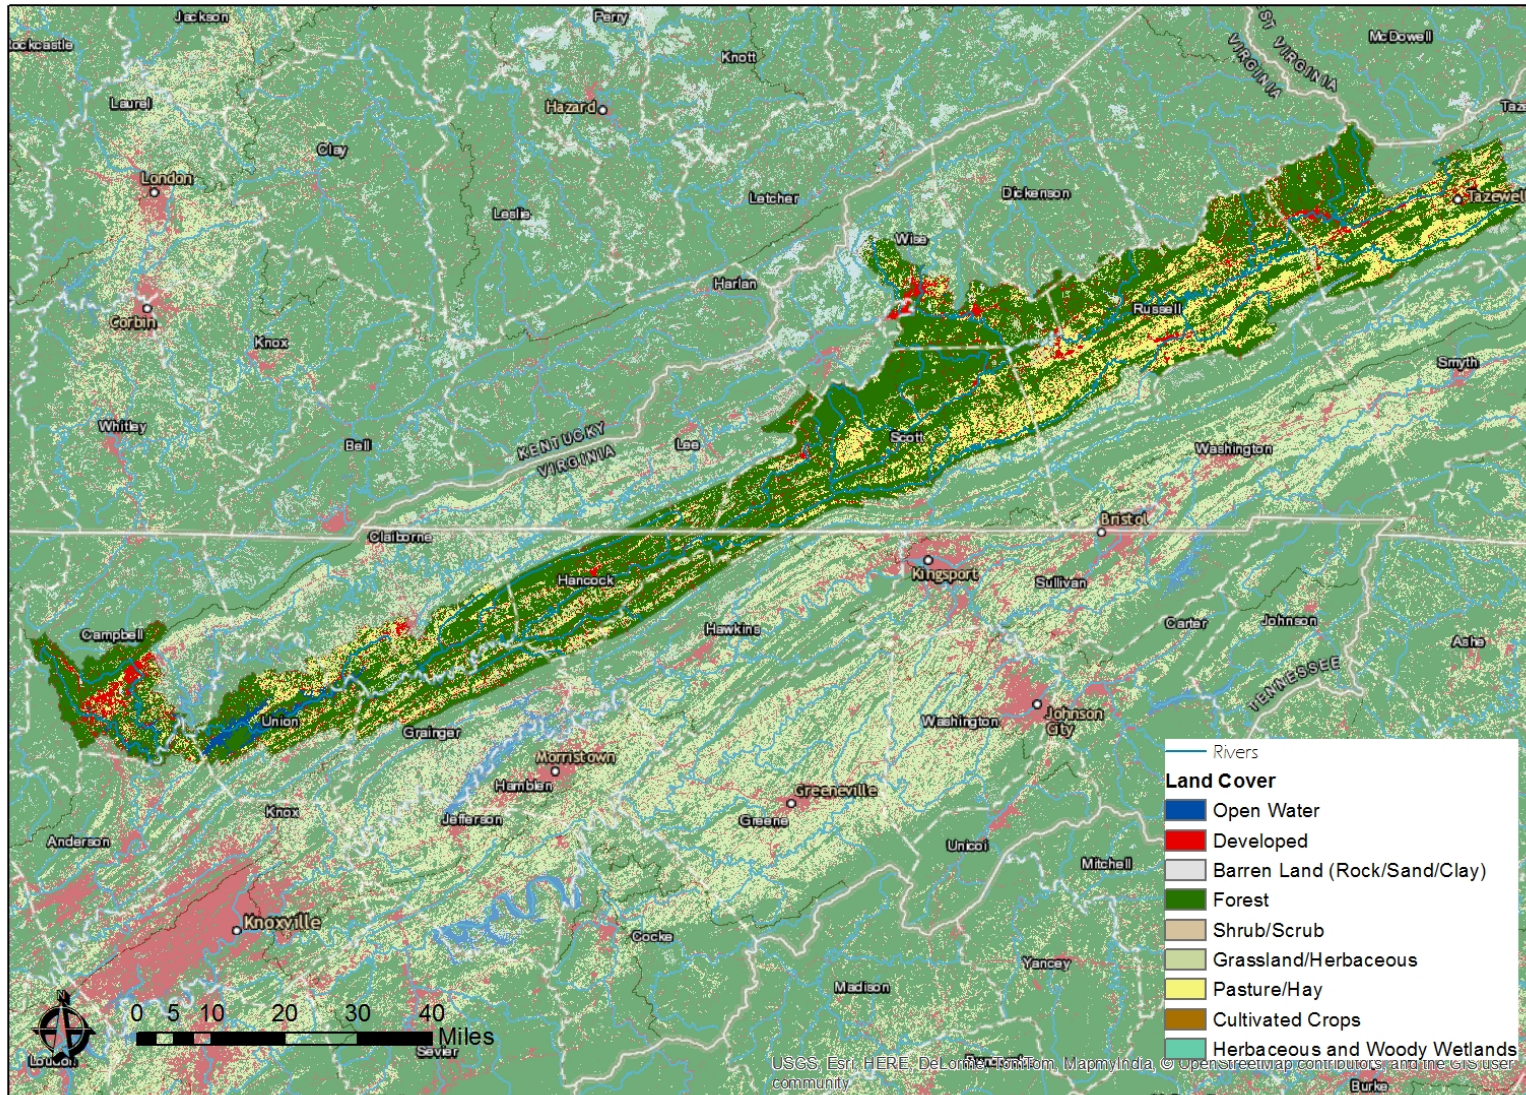 Jackson
Perry
ockcastle
Knott
McDowell
ST VIRGINIA
VIRGINIA
Laurel
Hazard
Taze
Clay
London
Letcher
Dickenson
Tazewell
Leslie
Wise
Harlan
Russell
Corbin
Knox
Smyth
Whitley
Bell
KENTUCKY
VIRGINIA
Lee
Scott
Washington
Claiborne
Bristol
Kingsport
Hancock
Sullivan
Campbell
Hawkins
Carter
Johnson
Ashe
TENNESSEE
Union
Grainger
Washington
Johnson
City
Morristown
Hamblen
Greeneville
Knox
Jefferson
Greene
Anderson
Unicoi
Mitchell
Knoxville
Cocke
Yancey
Madison
Rivers
Land Cover
Open Water
Developed
Barren Land (Rock/Sand/Clay)
Forest
Shrub/Scrub
Grassland/Herbaceous
Pasture/Hay
Cultivated Crops
Herbaceous and Woody Wetlands
N
0 5 10 20 30 40
Miles
Loudon
Sevier
USGS, Esri, HERE, DeLorme, TomTom, MapmyIndia, © OpenStreetMap contributors, and the GIS user
community
Burke